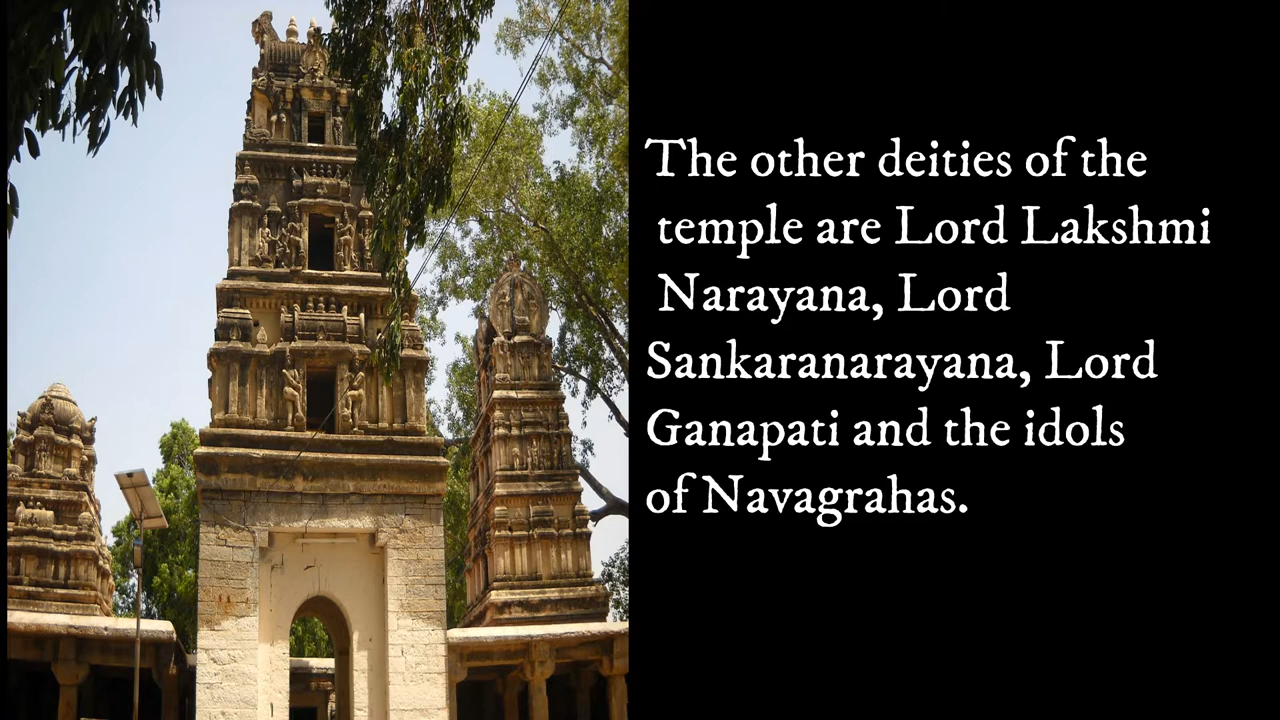 The other deities of the
temple are Lord Lakshmi
Narayana, Lord
Sankaranarayana, Lord
Ganapati and the idols
of Navagrahas.